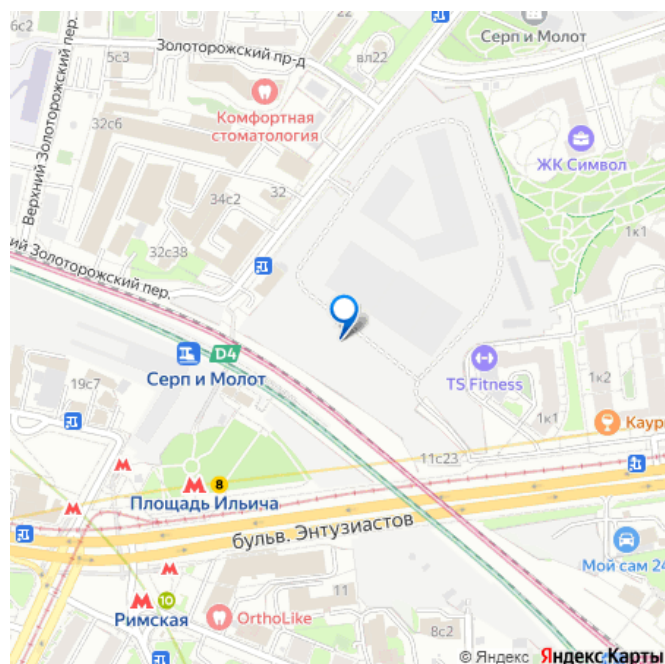 6с2
5с3
Золоторожский пр-д
вл22
Серп и Молот
Верхний Золоторожский пер.
32с6
Комфортная
стоматология
ЖК Символ
32
34с2
1к1
32с38
ий Золоторожский пер.
D4
Серп и Молот
TS Fitness
19с7
1к2
1к1
Каурі
11с23
8
Площадь Ильича
бульв. Энтузиастов
Мой сам 24
11
10
Римская
OrthoLike
8с2
© Яндекс Яндекс Карты